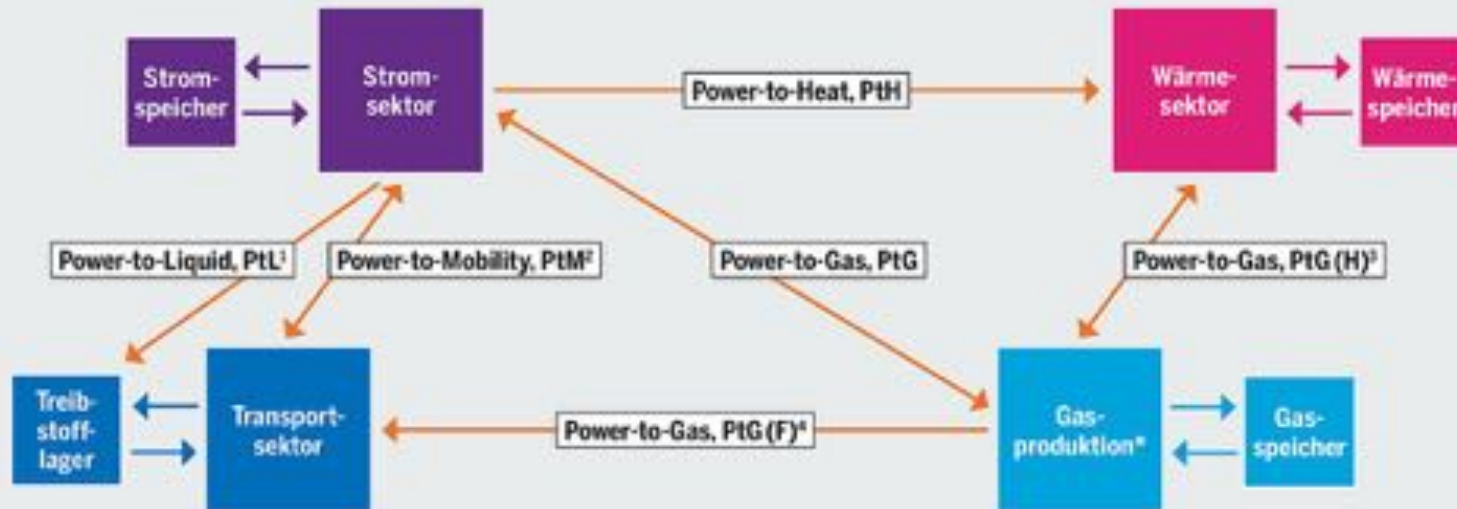 Strom-
speicher
Strom-
sektor
Power-to-Heat, PtH
Wärme-
sektor
Wärme-
speicher
Power-to-Liquid, PtL¹
Power-to-Mobility, PtM²
Power-to-Gas, PtG
Power-to-Gas, PtG (H)³
Treib-
stoff-
lager
Transport-
sektor
Power-to-Gas, PtG (F)⁴
Gas-
produktion*
Gas-
speicher